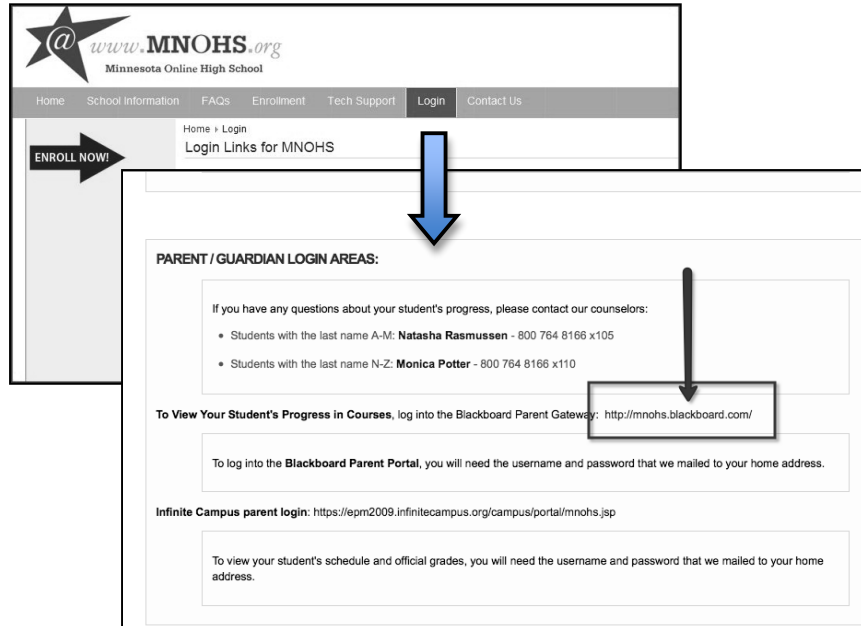 @
www.MNOHS.org
Minnesota Online High School
Home School Information FAQs Enrollment Tech Support Login Contact Us
Home › Login
Login Links for MNOHS
ENROLL NOW!
PARENT / GUARDIAN LOGIN AREAS:
If you have any questions about your student's progress, please contact our counselors:
• Students with the last name A-M: Natasha Rasmussen - 800 764 8166 x105
• Students with the last name N-Z: Monica Potter - 800 764 8166 x110
To View Your Student's Progress in Courses, log into the Blackboard Parent Gateway: http://mnohs.blackboard.com/
To log into the Blackboard Parent Portal, you will need the username and password that we mailed to your home address.
Infinite Campus parent login: https://epm2009.infinitecampus.org/campus/portal/mnohs.jsp
To view your student's schedule and official grades, you will need the username and password that we mailed to your home
address.